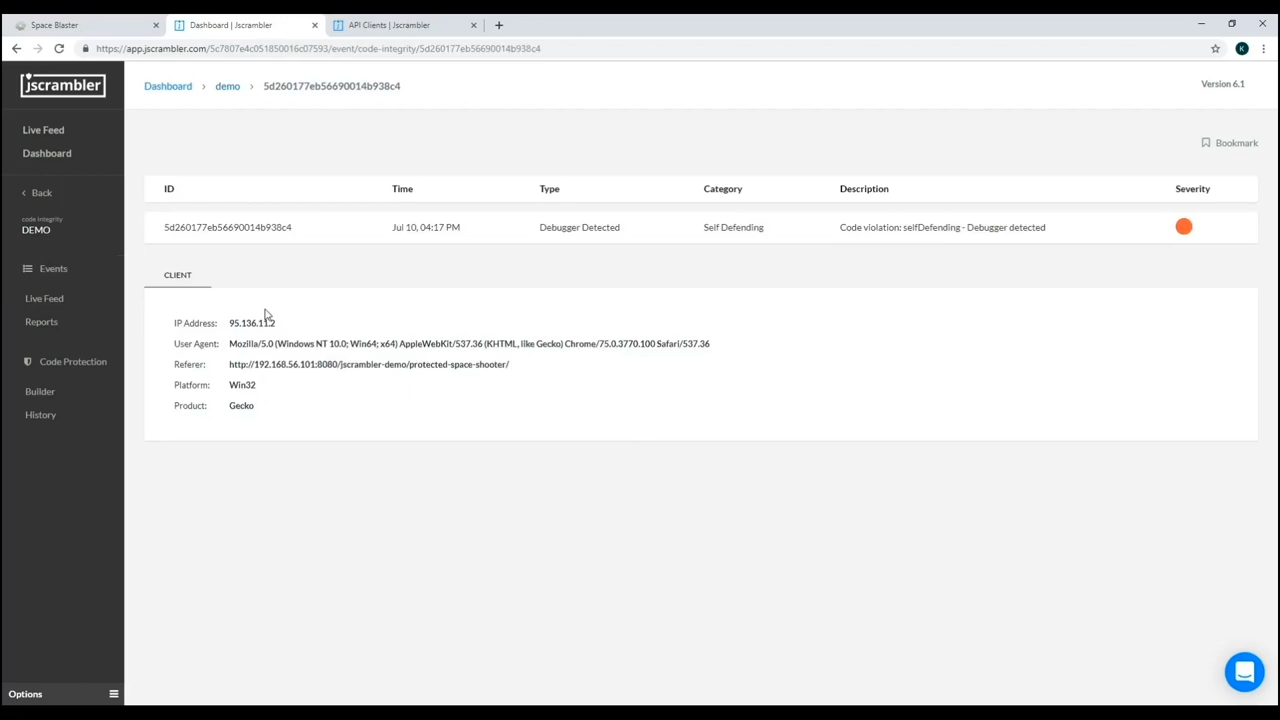 Space Blaster
Dashboard | Jscrambler
API Clients | Jscrambler
https://app.jscrambler.com/5c7807e4c051850016c07593/event/code-integrity/5d260177eb56690014b938c4
K
jscrambler
Dashboard > demo > 5d260177eb56690014b938c4
Version 6.1
Live Feed
Dashboard
Bookmark
Back
code integrity
DEMO
ID Time Type Category Description Severity
5d260177eb56690014b938c4 Jul 10, 04:17 PM Debugger Detected Self Defending Code violation: selfDefending - Debugger detected
Events
Live Feed
Reports
Code Protection
Builder
History
CLIENT
IP Address: 95.136.11.2
User Agent: Mozilla/5.0 (Windows NT 10.0; Win64; x64) AppleWebKit/537.36 (KHTML, like Gecko) Chrome/75.0.3770.100 Safari/537.36
Referer: http://192.168.56.101:8080/jscrambler-demo/protected-space-shooter/
Platform: Win32
Product: Gecko
Options